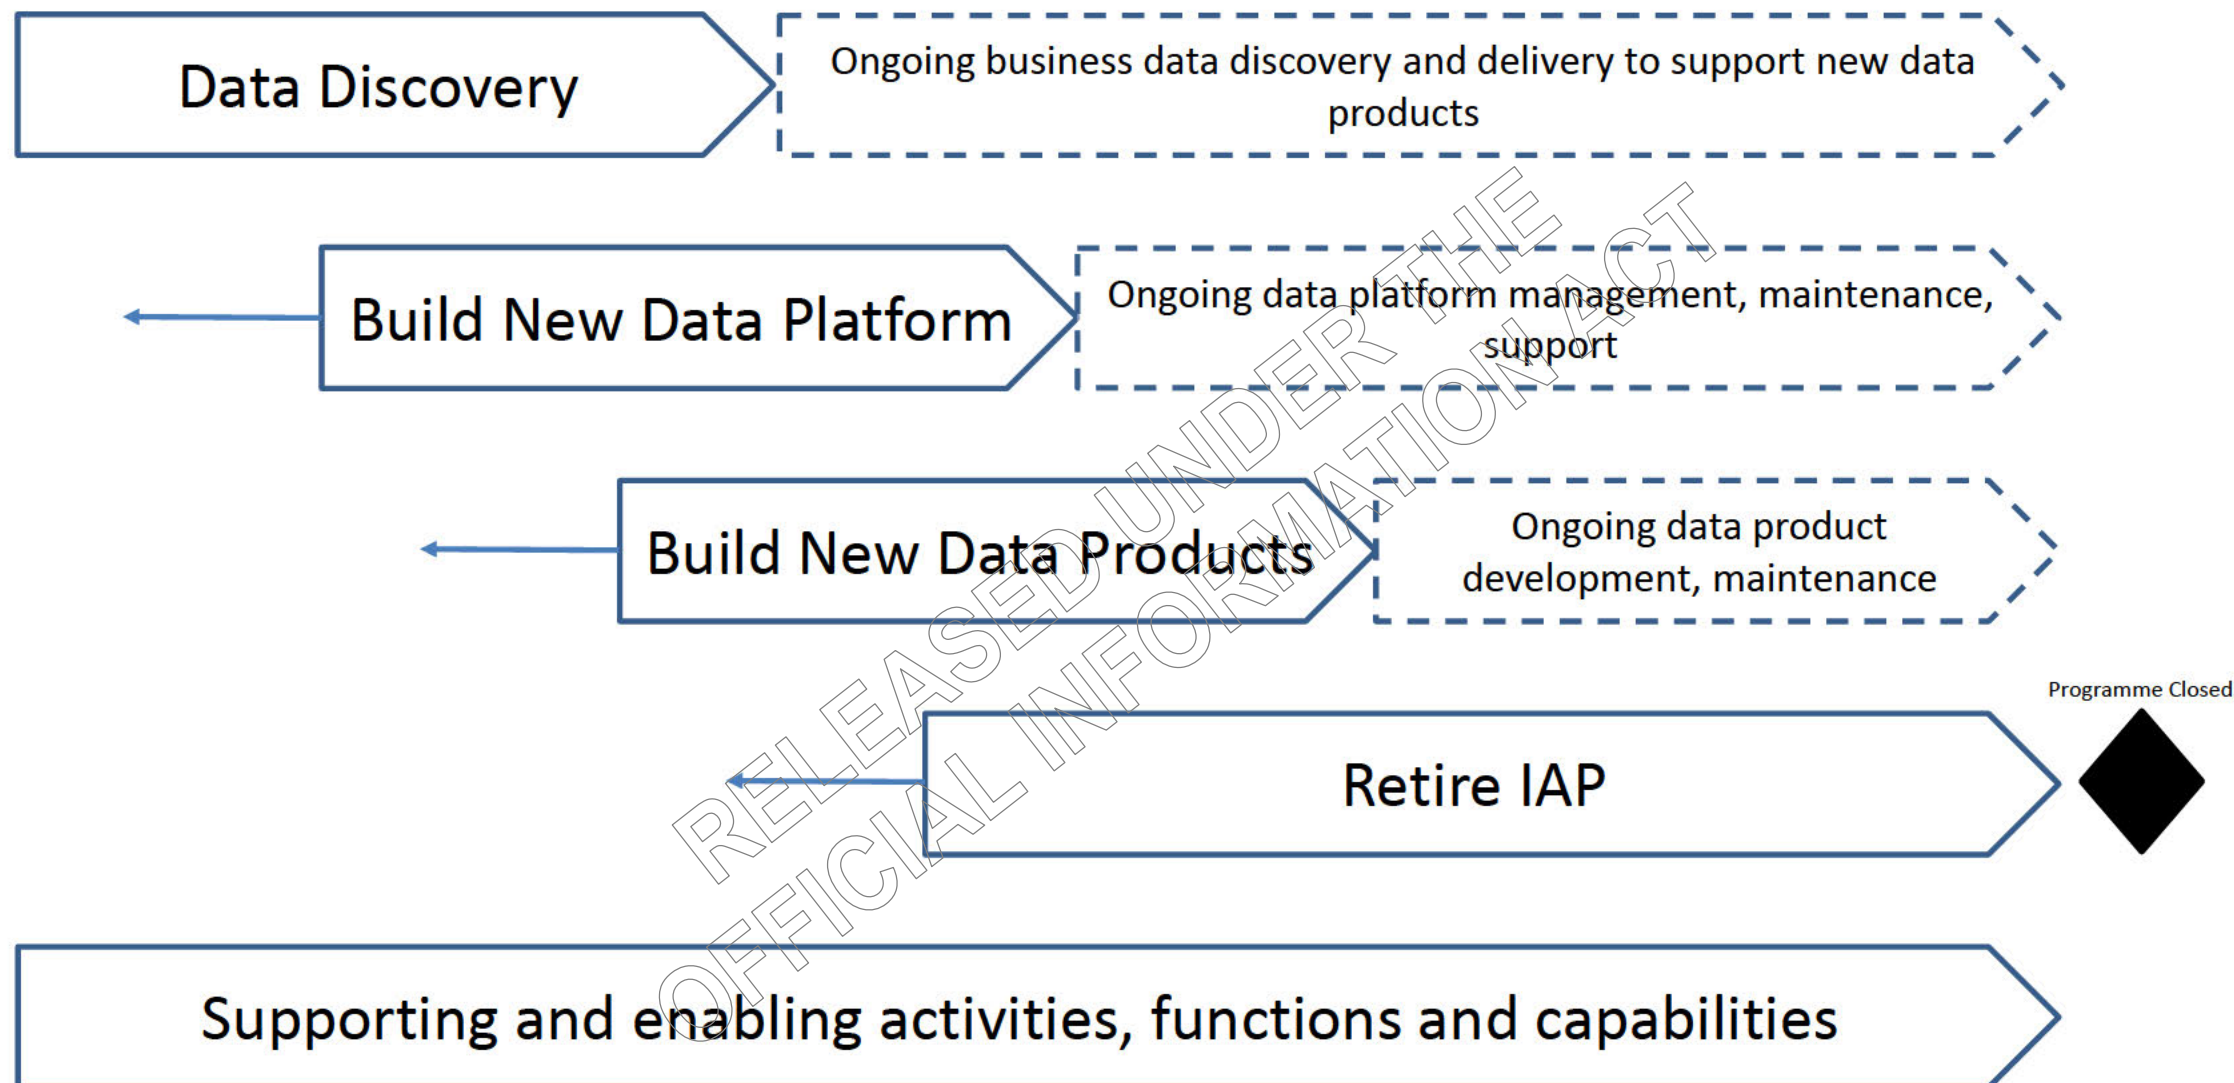 Data Discovery
Ongoing business data discovery and delivery to support new data
products
Build New Data Platform
Ongoing data platform management, maintenance,
support
Build New Data Products
Ongoing data product
development, maintenance
Programme Closed
Retire IAP
Supporting and enabling activities, functions and capabilities
RELEASED UNDER THE
OFFICIAL INFORMATION ACT